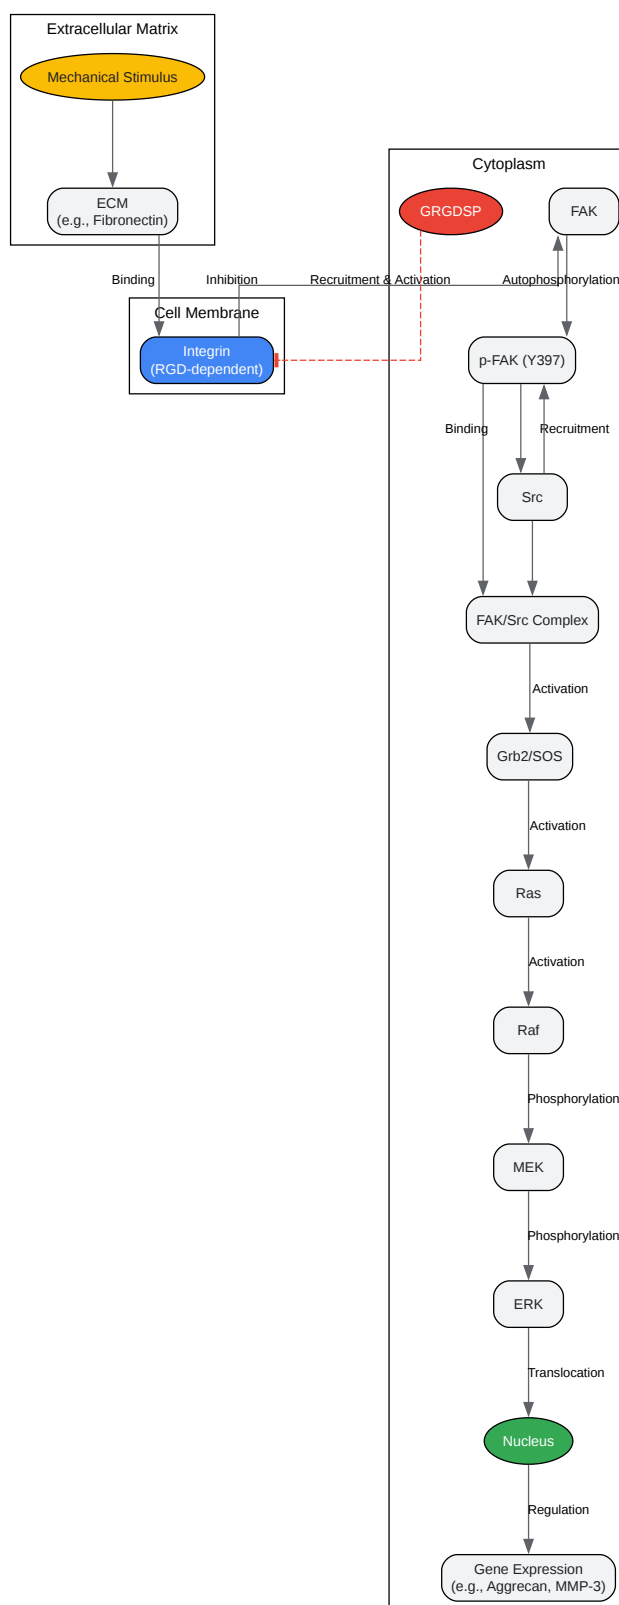 Extracellular Matrix
Mechanical Stimulus
Cytoplasm
ECM
(e.g., Fibronectin)
GRGDSP
FAK
Binding
Inhibition
Recruitment & Activation
Autophosphorylation
Cell Membrane
Integrin
(RGD-dependent)
p-FAK (Y397)
Binding
Recruitment
Src
FAK/Src Complex
Activation
Grb2/SOS
Activation
Ras
Activation
Raf
Phosphorylation
MEK
Phosphorylation
ERK
Translocation
Nucleus
Regulation
Gene Expression
(e.g., Aggrecan, MMP-3)